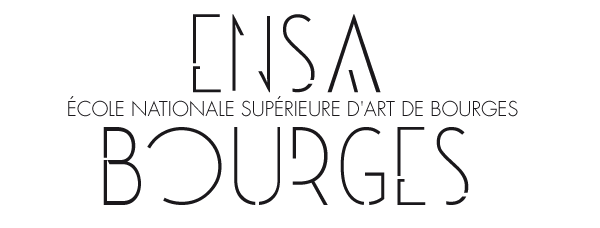 ENSA
ÉCOLE NATIONALE SUPÉRIEURE D'ART DE BOURGES
BOURGES